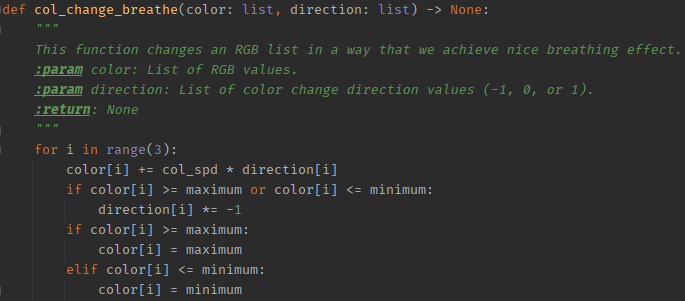 def col_change_breathe(color: list, direction: list) -> None:
    """
    This function changes an RGB list in a way that we achieve nice breathing effect.
    :param color: List of RGB values.
    :param direction: List of color change direction values (-1, 0, or 1).
    :return: None
    """
    for i in range(3):
        color[i] += col_spd * direction[i]
        if color[i] >= maximum or color[i] <= minimum:
            direction[i] *= -1
        if color[i] >= maximum:
            color[i] = maximum
        elif color[i] <= minimum:
            color[i] = minimum